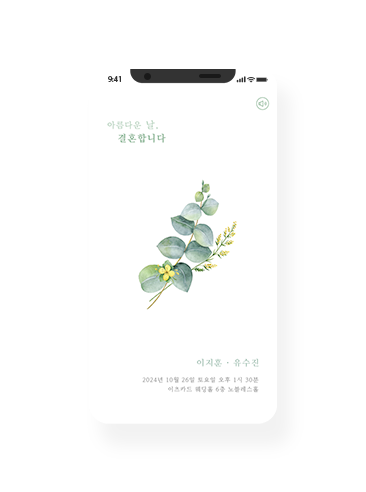 9:41
아름다운 날,
결혼합니다
이지훈 · 유수진
2024년 10월 26일 토요일 오후 1시 30분
이즈카드 웨딩홀 6층 노블레스홀